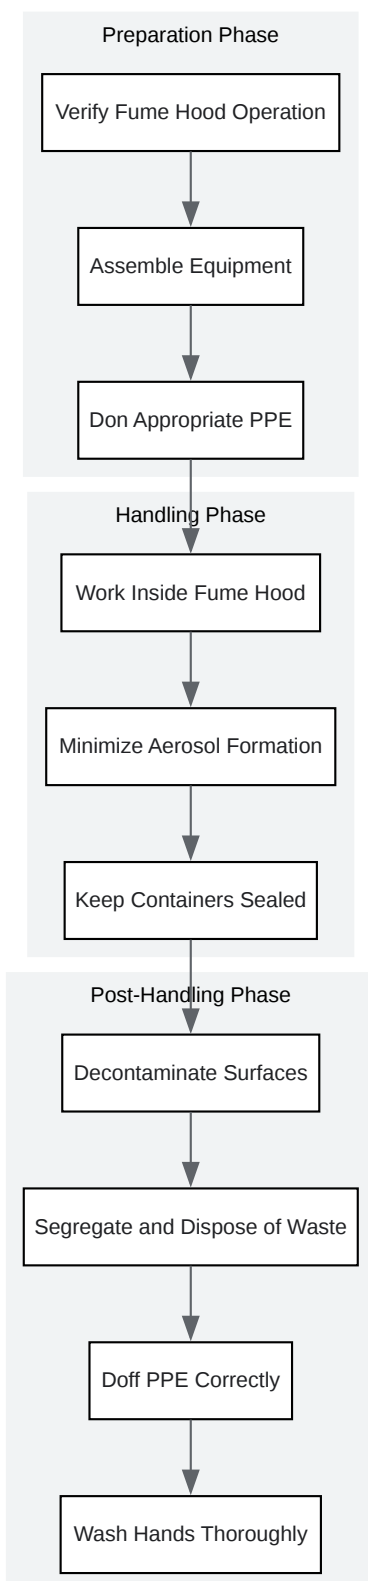 Preparation Phase
Verify Fume Hood Operation
Assemble Equipment
Don Appropriate PPE
Handling Phase
Work Inside Fume Hood
Minimize Aerosol Formation
Keep Containers Sealed
Post-Handling Phase
Decontaminate Surfaces
Segregate and Dispose of Waste
Doff PPE Correctly
Wash Hands Thoroughly